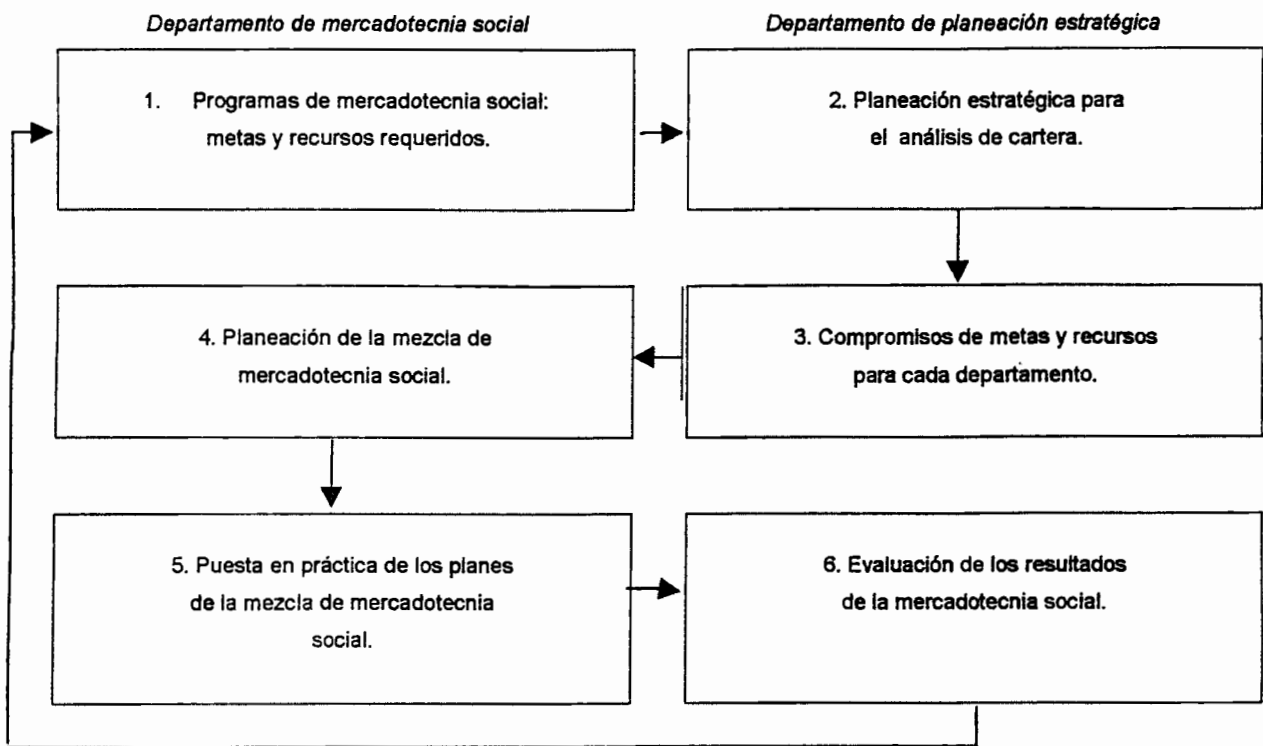 Departamento de mercadotecnia social
Departamento de planeación estratégica
1. Programas de mercadotecnia social:
metas y recursos requeridos.
2. Planeación estratégica para
el análisis de cartera.
3. Compromisos de metas y recursos
para cada departamento.
4. Planeación de la mezcla de
mercadotecnia social.
5. Puesta en práctica de los planes
de la mezcla de mercadotecnia
social.
6. Evaluación de los resultados
de la mercadotecnia social.